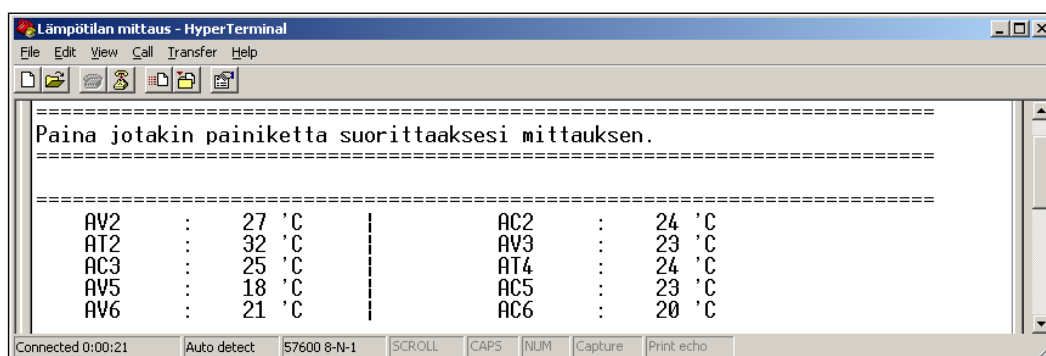 Lämpötilan mittaus - HyperTerminal
File Edit View Call Transfer Help
==========================================================================
Paina jotakin painiketta suorittaaksesi mittauksen.
==========================================================================
==========================================================================
AV2 : 27 'C ¦ AC2 : 24 'C
AT2 : 32 'C ¦ AV3 : 23 'C
AC3 : 25 'C ¦ AT4 : 24 'C
AV5 : 18 'C ¦ AC5 : 23 'C
AV6 : 21 'C ¦ AC6 : 20 'C
Connected 0:00:21 Auto detect 57600 8-N-1 SCROLL CAPS NUM Capture Print echo